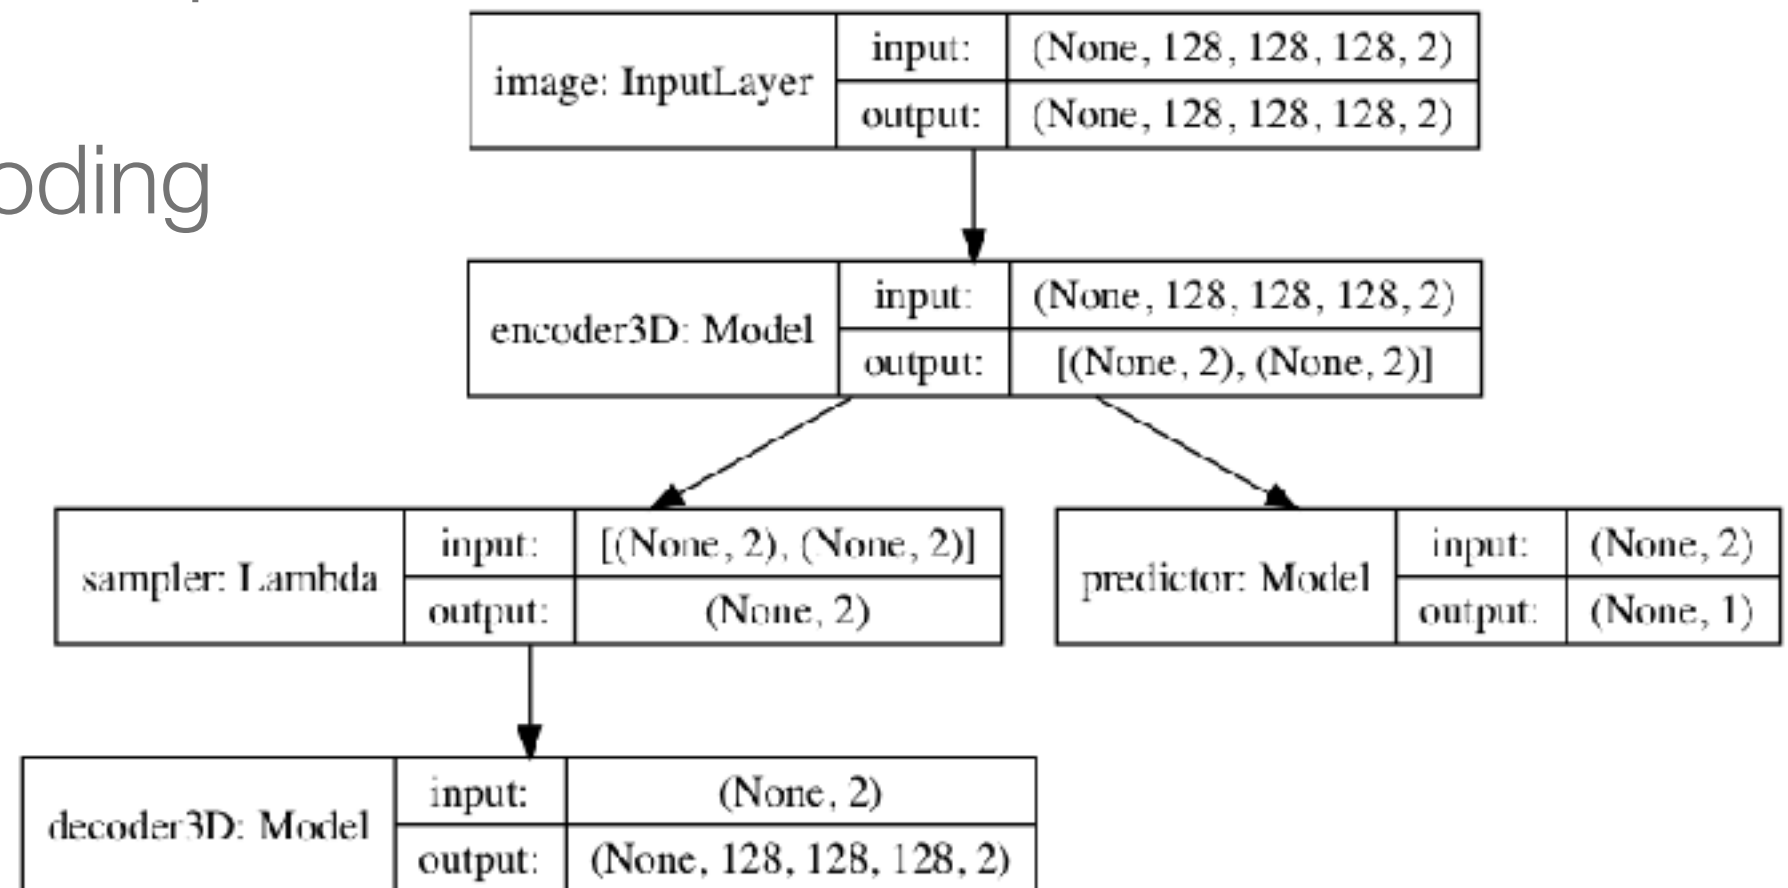 image: InputLayer
input: (None, 128, 128, 128, 2)
output: (None, 128, 128, 128, 2)
oding
encoder3D: Model
input: (None, 128, 128, 128, 2)
output: [(None, 2), (None, 2)]
sampler: Lambda
input: [(None, 2), (None, 2)]
output: (None, 2)
predictor: Model
input: (None, 2)
output: (None, 1)
decoder3D: Model
input: (None, 2)
output: (None, 128, 128, 128, 2)